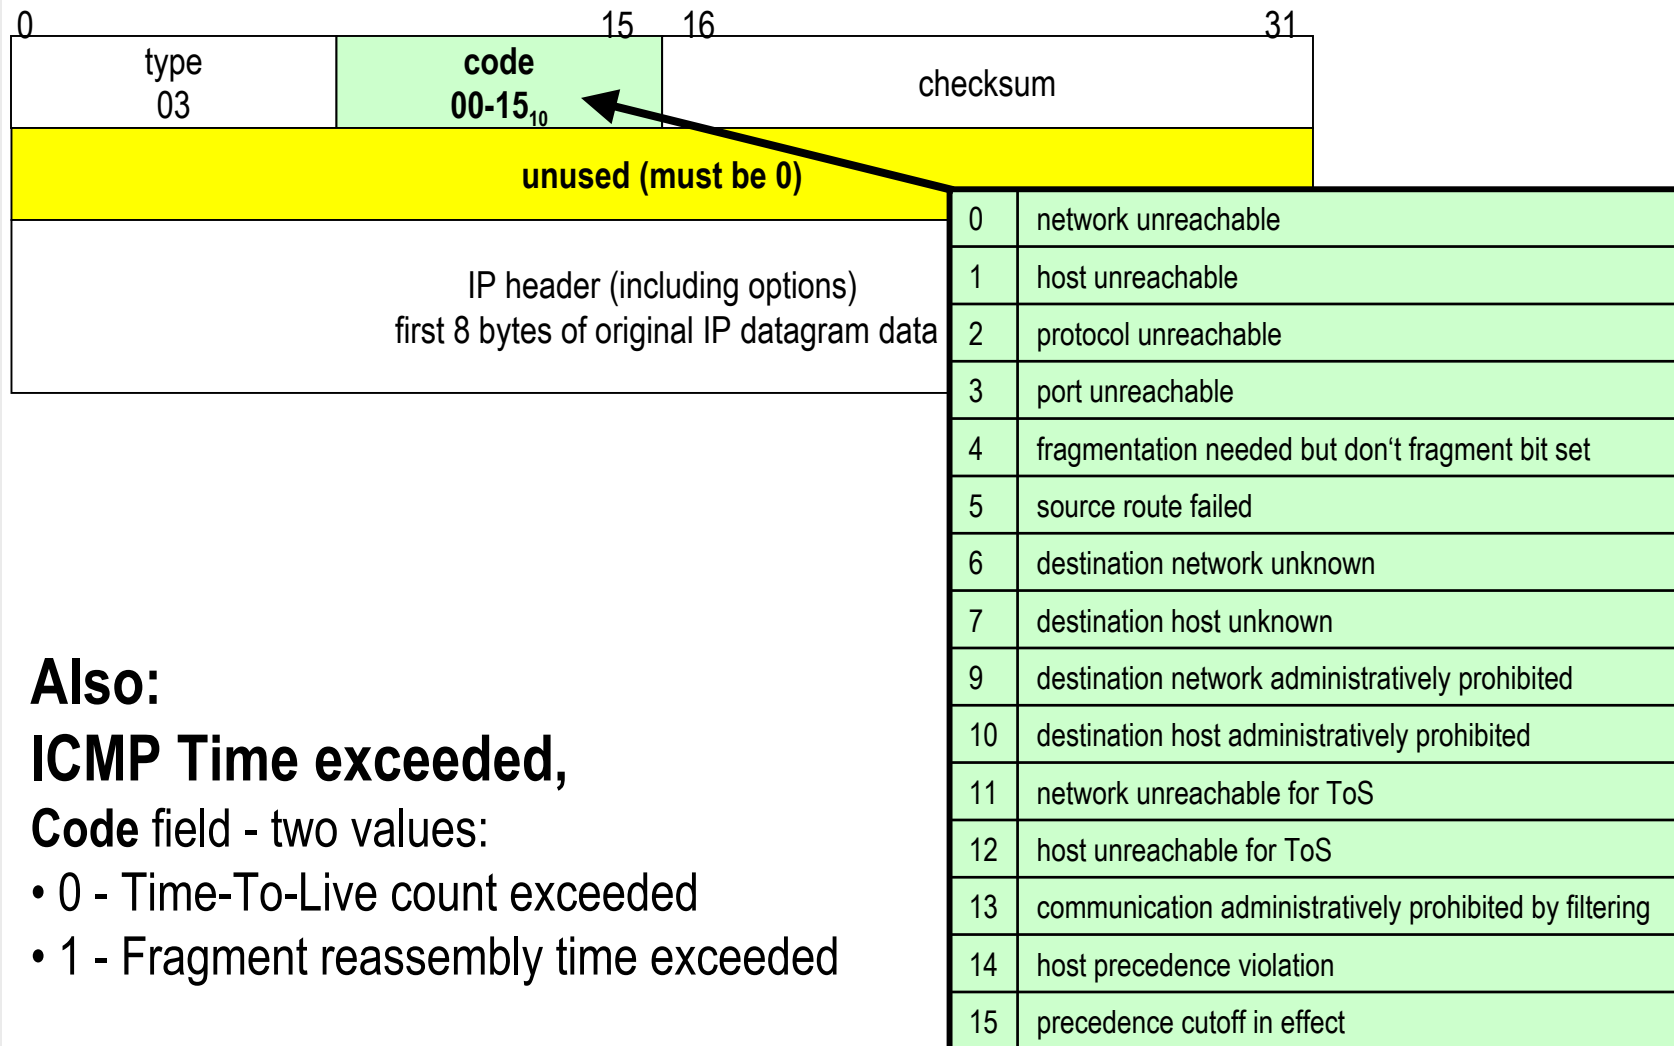 0 15 16 31
type
03
code
00-15₁₀
checksum
unused (must be 0)
IP header (including options)
first 8 bytes of original IP datagram data
0 network unreachable
1 host unreachable
2 protocol unreachable
3 port unreachable
4 fragmentation needed but don‘t fragment bit set
5 source route failed
6 destination network unknown
7 destination host unknown
9 destination network administratively prohibited
10 destination host administratively prohibited
11 network unreachable for ToS
12 host unreachable for ToS
13 communication administratively prohibited by filtering
14 host precedence violation
15 precedence cutoff in effect
Also:
ICMP Time exceeded,
Code field - two values:
• 0 - Time-To-Live count exceeded
• 1 - Fragment reassembly time exceeded